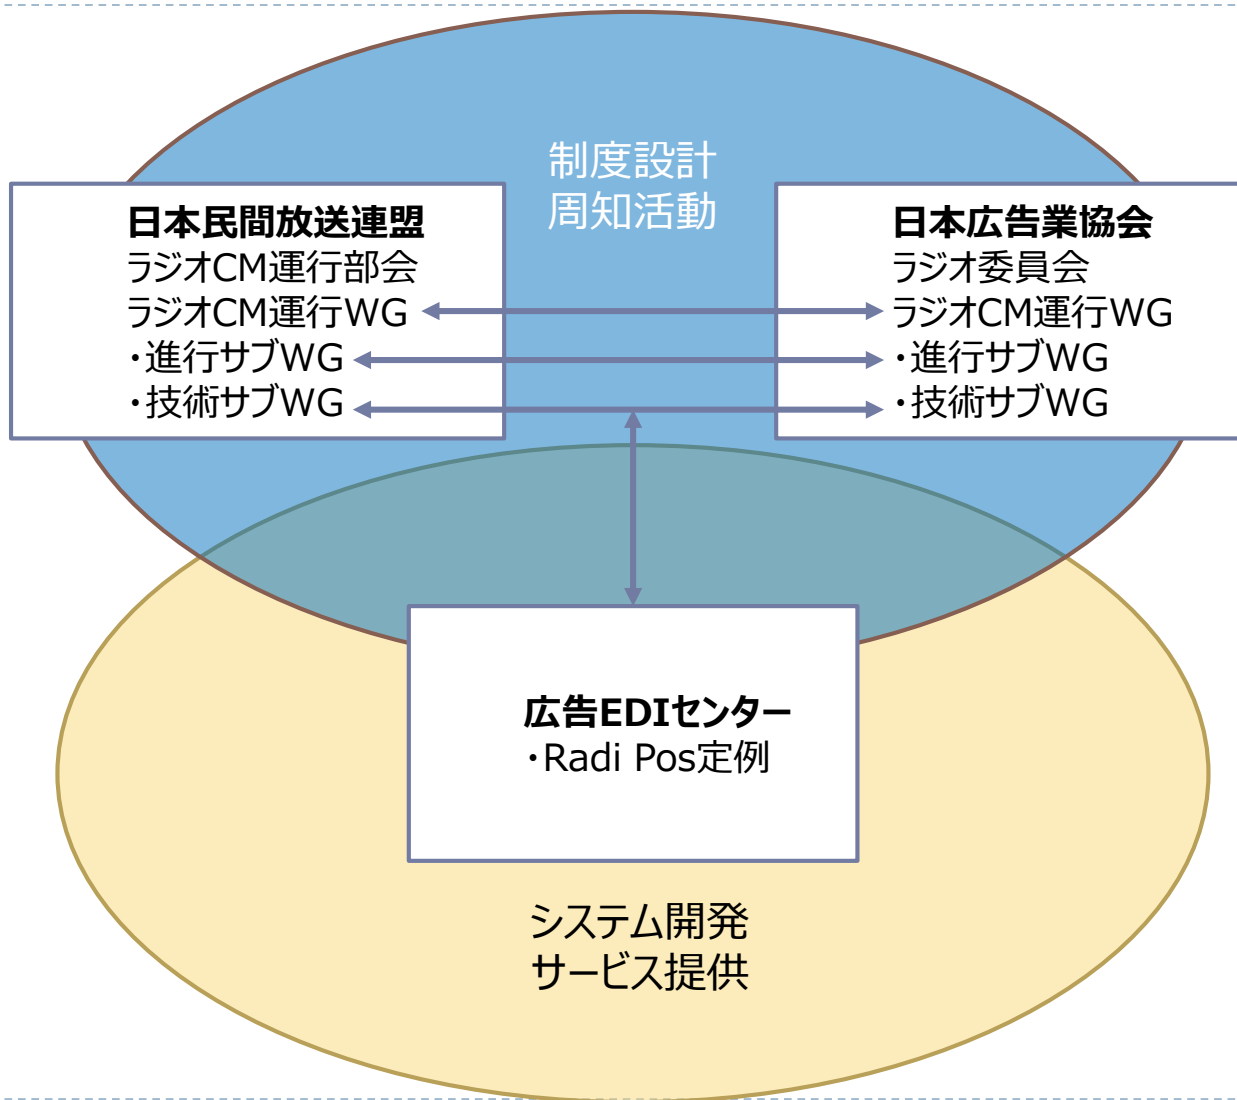 制度設計
周知活動
日本民間放送連盟
ラジオCM運行部会
ラジオCM運行WG
・進行サブWG
・技術サブWG
日本広告業協会
ラジオ委員会
ラジオCM運行WG
・進行サブWG
・技術サブWG
広告EDIセンター
・Radi Pos定例
システム開発
サービス提供